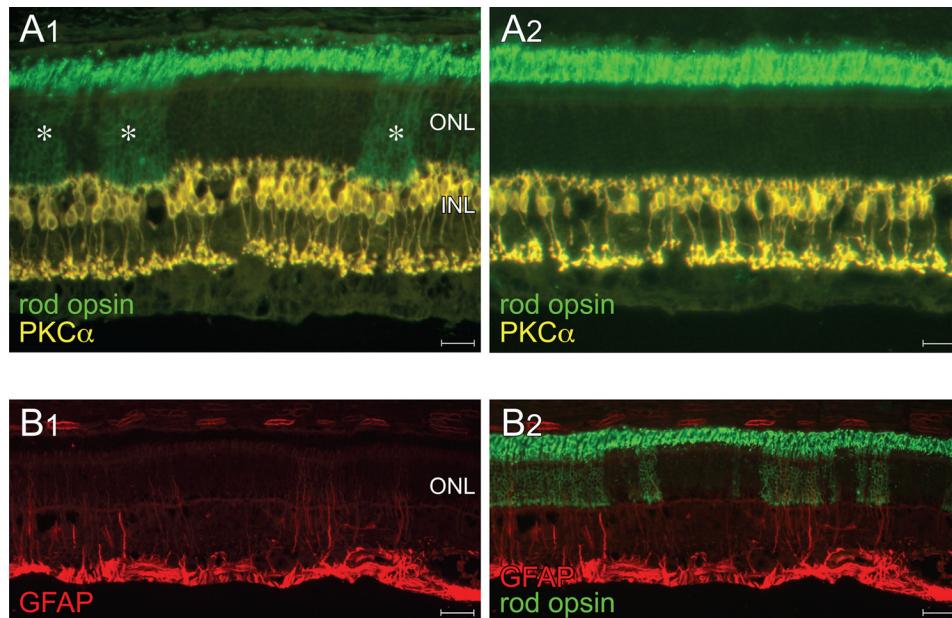 A1
*
*
*
ONL
INL
rod opsin
PKCα
A2
rod opsin
PKCα
B1
ONL
GFAP
B2
GFAP
rod opsin